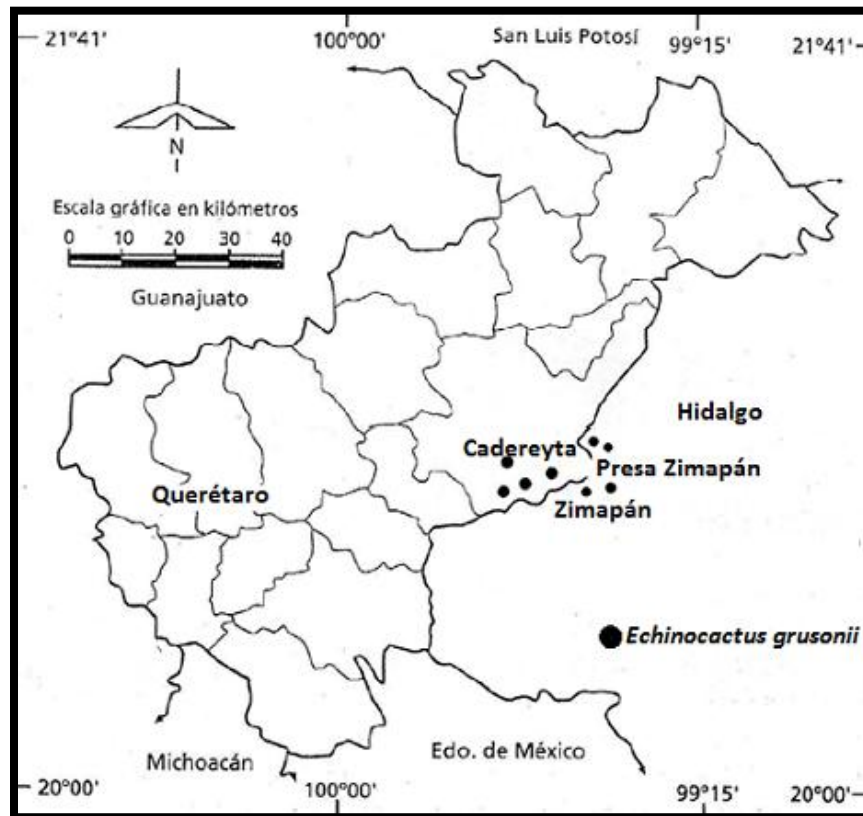 21°41'
100°00'
San Luis Potosí
99°15'
21°41'
N
Escala gráfica en kilómetros
0 10 20 30 40
Guanajuato
Hidalgo
Cadereyta
Presa Zimapán
Querétaro
Zimapán
Echinocactus grusonii
Michoacán
Edo. de México
20°00'
100°00'
99°15'
20°00'